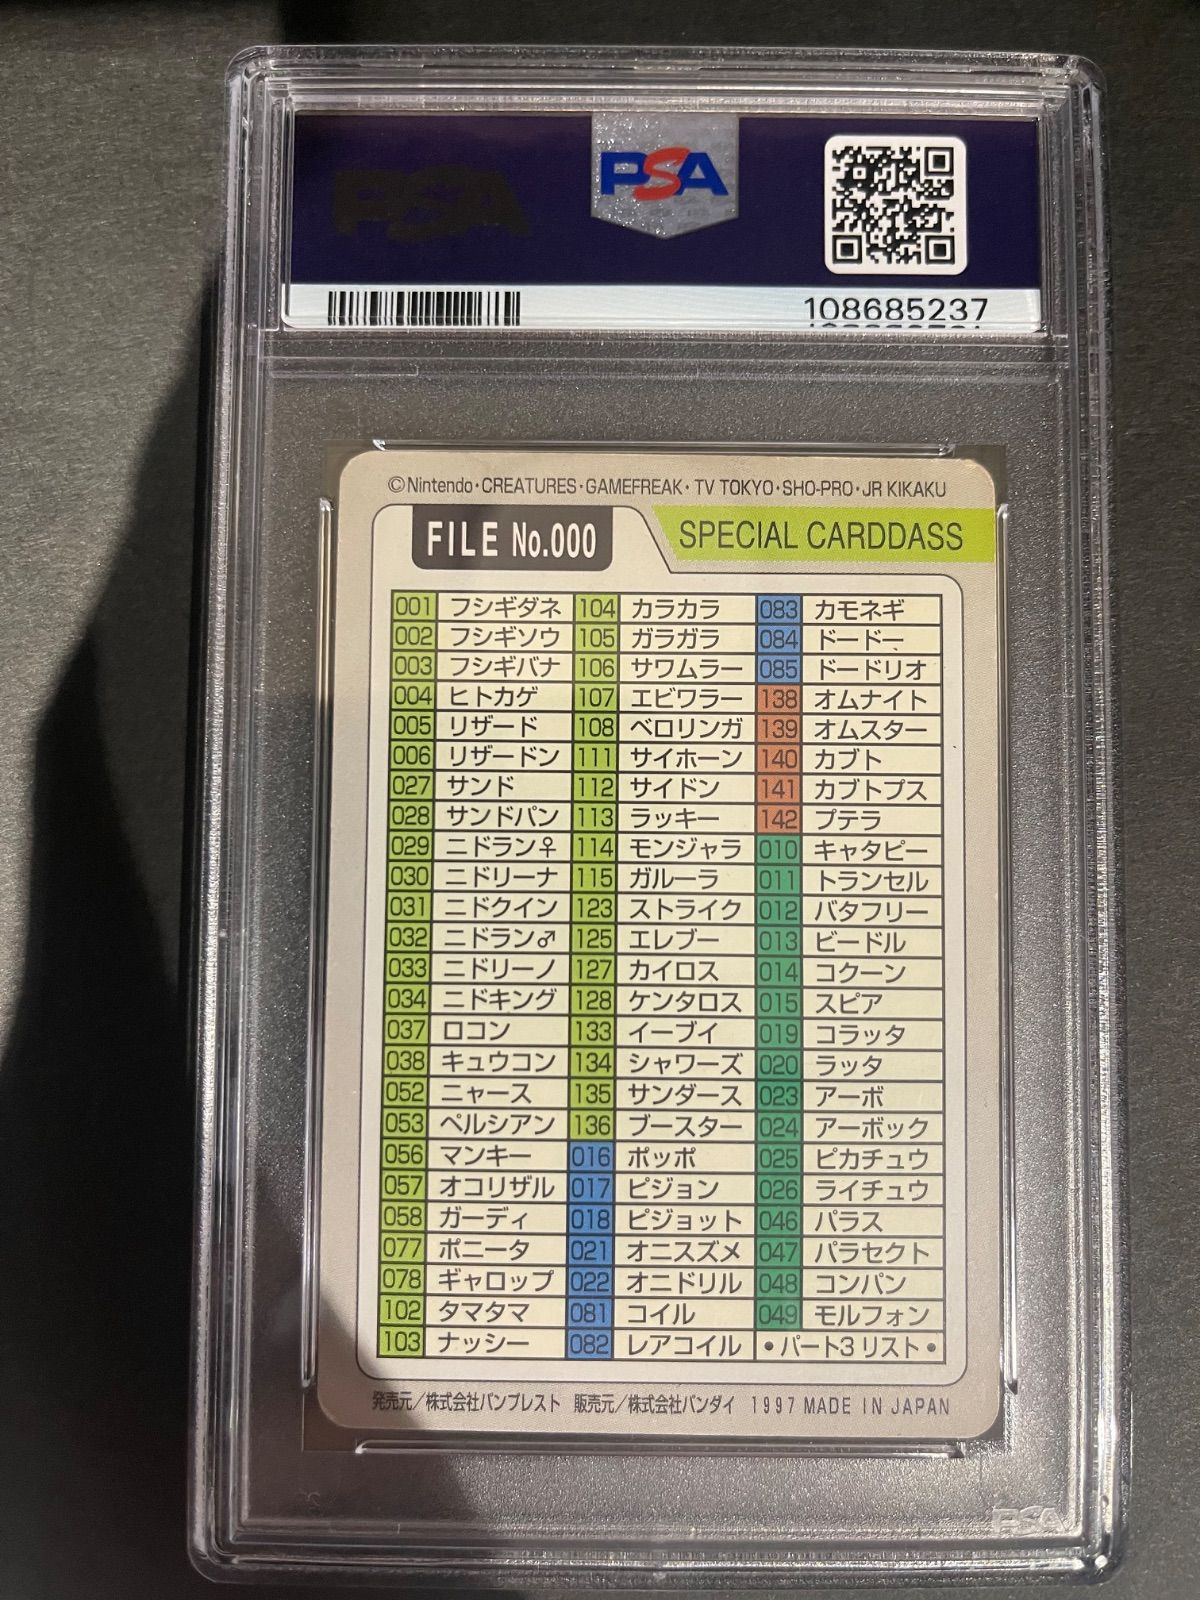 PSA
PSA
108685237
©Nintendo・CREATURES・GAMEFREAK・TV TOKYO・SHO-PRO・JR KIKAKU
FILE No.000
SPECIAL CARDDASS
001 フシギダネ 104 カラカラ 083 カモネギ
002 フシギソウ 105 ガラガラ 084 ドードー
003 フシギバナ 106 サワムラー 085 ドードリオ
004 ヒトカゲ 107 エビワラー 138 オムナイト
005 リザード 108 ベロリンガ 139 オムスター
006 リザードン 111 サイホーン 140 カブト
027 サンド 112 サイドン 141 カブトプス
028 サンドパン 113 ラッキー 142 プテラ
029 ニドラン♀ 114 モンジャラ 010 キャタピー
030 ニドリーナ 115 ガルーラ 011 トランセル
031 ニドクイン 123 ストライク 012 バタフリー
032 ニドラン♂ 125 エレブー 013 ビードル
033 ニドリーノ 127 カイロス 014 コクーン
034 ニドキング 128 ケンタロス 015 スピア
037 ロコン 133 イーブイ 019 コラッタ
038 キュウコン 134 シャワーズ 020 ラッタ
052 ニャース 135 サンダース 023 アーボ
053 ペルシアン 136 ブースター 024 アーボック
056 マンキー 016 ポッポ 025 ピカチュウ
057 オコリザル 017 ピジョン 026 ライチュウ
058 ガーディ 018 ピジョット 046 パラス
077 ポニータ 021 オニスズメ 047 パラセクト
078 ギャロップ 022 オニドリル 048 コンパン
102 タマタマ 081 コイル 049 モルフォン
103 ナッシー 082 レアコイル •パート3 リスト•
発売元／株式会社バンプレスト 販売元／株式会社バンダイ 1997 MADE IN JAPAN
PSA